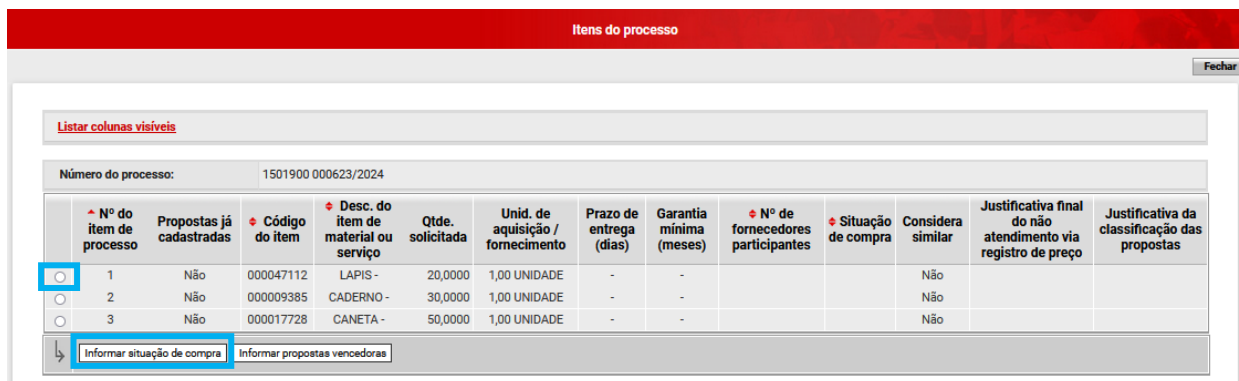 Itens do processo
Fechar
Listar colunas visíveis
Número do processo: 1501900 000623/2024
Nº do item de processo Propostas já cadastradas Código do item Desc. do item de material ou serviço Qtde. solicitada Unid. de aquisição / fornecimento Prazo de entrega (dias) Garantia mínima (meses) Nº de fornecedores participantes Situação de compra Considera similar Justificativa final do não atendimento via registro de preço Justificativa da classificação das propostas
1 Não 000047112 LAPIS - 20,0000 1,00 UNIDADE - - Não
2 Não 000009385 CADERNO - 30,0000 1,00 UNIDADE - - Não
3 Não 000017728 CANETA - 50,0000 1,00 UNIDADE - - Não
Informar situação de compra Informar propostas vencedoras